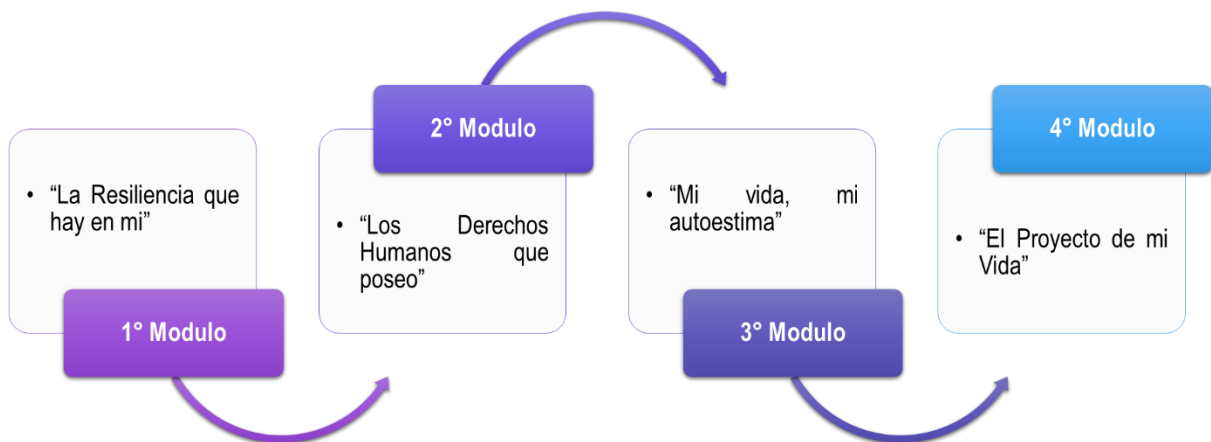 • “La Resiliencia que
hay en mi”
1° Modulo
2° Modulo
• “Los Derechos
Humanos que
poseo”
• “Mi vida, mi
autoestima”
3° Modulo
4° Modulo
• “El Proyecto de mi
Vida”